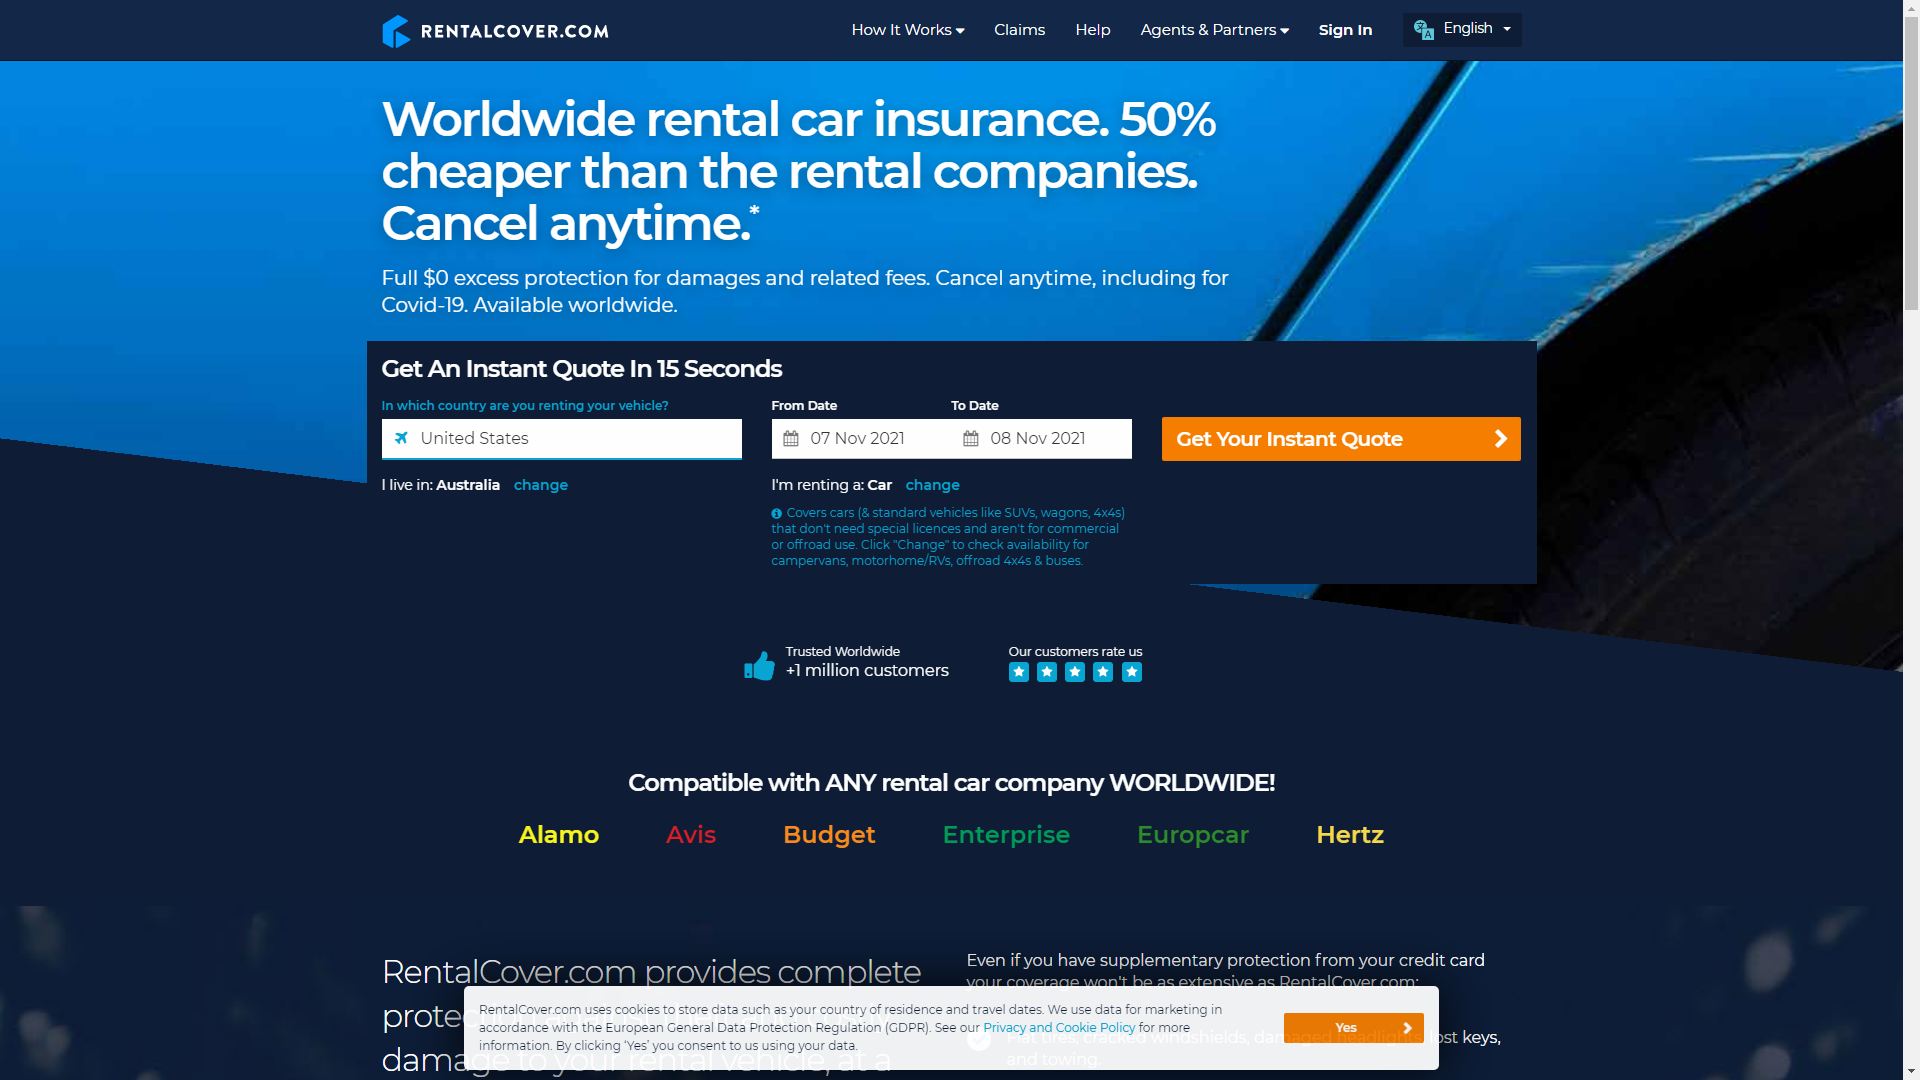 RENTALCOVER.COM
How It Works
Claims
Help
Agents & Partners
Sign In
English
Worldwide rental car insurance. 50%
cheaper than the rental companies.
Cancel anytime.*
Full $0 excess protection for damages and related fees. Cancel anytime, including for
Covid-19. Available worldwide.
Get An Instant Quote In 15 Seconds
In which country are you renting your vehicle?
United States
I live in: Australia change
From Date
To Date
07 Nov 2021
08 Nov 2021
I'm renting a: Car change
Covers cars (& standard vehicles like SUVs, wagons, 4x4s)
that don't need special licences and aren't for commercial
or offroad use. Click "Change" to check availability for
campervans, motorhome/RVs, offroad 4x4s & buses.
Get Your Instant Quote
Trusted Worldwide
+1 million customers
Our customers rate us
Compatible with ANY rental car company WORLDWIDE!
Alamo
Avis
Budget
Enterprise
Europcar
Hertz
RentalCover.com provides complete
damage to your rental vehicle, at a
Even if you have supplementary protection from your credit card
your coverage won't be as extensive as RentalCover.com:
Flat tires, cracked windshields, damaged headlights, lost keys,
and towing.
RentalCover.com uses cookies to store data such as your country of residence and travel dates. We use data for marketing in
accordance with the European General Data Protection Regulation (GDPR). See our Privacy and Cookie Policy for more
information. By clicking ‘Yes’ you consent to us using your data.
Yes